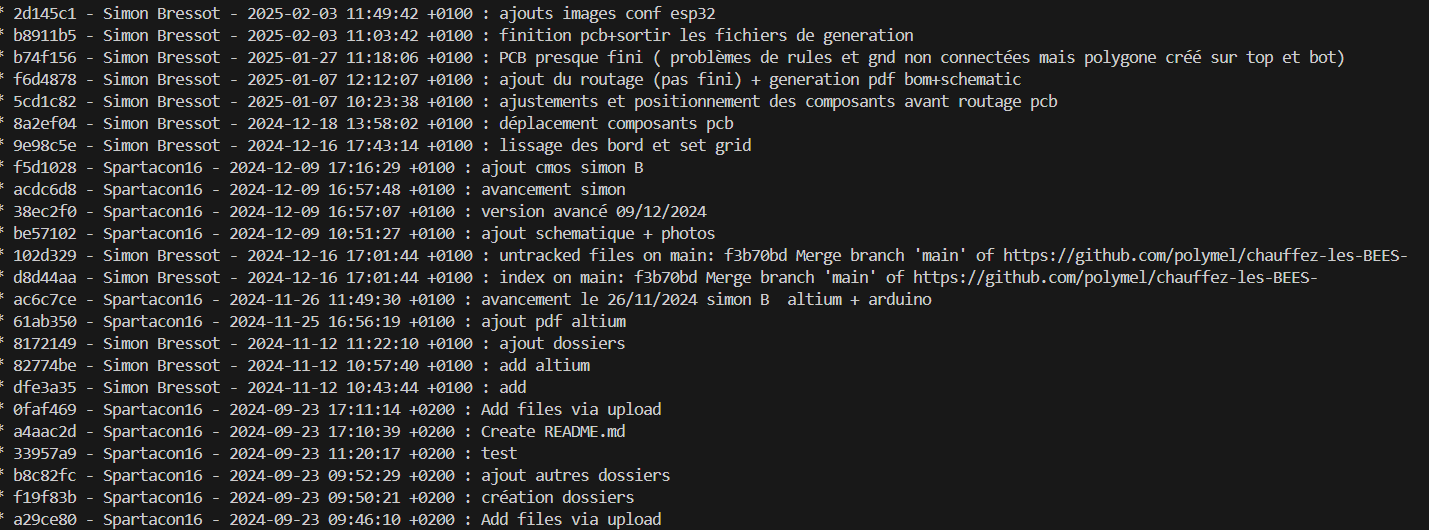 * 2d145c1 - Simon Bressot - 2025-02-03 11:49:42 +0100 : ajouts images conf esp32
* b8911b5 - Simon Bressot - 2025-02-03 11:03:42 +0100 : finition pcb+sortir les fichiers de generation
* b74f156 - Simon Bressot - 2025-01-27 11:18:06 +0100 : PCB presque fini ( problèmes de rules et gnd non connectées mais polygone créé sur top et bot)
* f6d4878 - Simon Bressot - 2025-01-07 12:12:07 +0100 : ajout du routage (pas fini) + generation pdf bom+schematic
* 5cd1c82 - Simon Bressot - 2025-01-07 10:23:38 +0100 : ajustements et positionnement des composants avant routage pcb
* 8a2ef04 - Simon Bressot - 2024-12-18 13:58:02 +0100 : déplacement composants pcb
* 9e98c5e - Simon Bressot - 2024-12-16 17:43:14 +0100 : lissage des bord et set grid
* f5d1028 - Spartacon16 - 2024-12-09 17:16:29 +0100 : ajout cmos simon B
* acdc6d8 - Spartacon16 - 2024-12-09 16:57:48 +0100 : avancement simon
* 38ec2f0 - Spartacon16 - 2024-12-09 16:57:07 +0100 : version avancé 09/12/2024
* be57102 - Spartacon16 - 2024-12-09 10:51:27 +0100 : ajout schematique + photos
* 102d329 - Simon Bressot - 2024-12-16 17:01:44 +0100 : untracked files on main: f3b70bd Merge branch 'main' of https://github.com/polymel/chauffez-les-BEES-
* d8d44aa - Simon Bressot - 2024-12-16 17:01:44 +0100 : index on main: f3b70bd Merge branch 'main' of https://github.com/polymel/chauffez-les-BEES-
* ac6c7ce - Spartacon16 - 2024-11-26 11:49:30 +0100 : avancement le 26/11/2024 simon B  altium + arduino
* 61ab350 - Spartacon16 - 2024-11-25 16:56:19 +0100 : ajout pdf altium
* 8172149 - Simon Bressot - 2024-11-12 11:22:10 +0100 : ajout dossiers
* 82774be - Simon Bressot - 2024-11-12 10:57:40 +0100 : add altium
* dfe3a35 - Simon Bressot - 2024-11-12 10:43:44 +0100 : add
* 0faf469 - Spartacon16 - 2024-09-23 17:11:14 +0200 : Add files via upload
* a4aac2d - Spartacon16 - 2024-09-23 17:10:39 +0200 : Create README.md
* 33957a9 - Spartacon16 - 2024-09-23 11:20:17 +0200 : test
* b8c82fc - Spartacon16 - 2024-09-23 09:52:29 +0200 : ajout autres dossiers
* f19f83b - Spartacon16 - 2024-09-23 09:50:21 +0200 : création dossiers
* a29ce80 - Spartacon16 - 2024-09-23 09:46:10 +0200 : Add files via upload